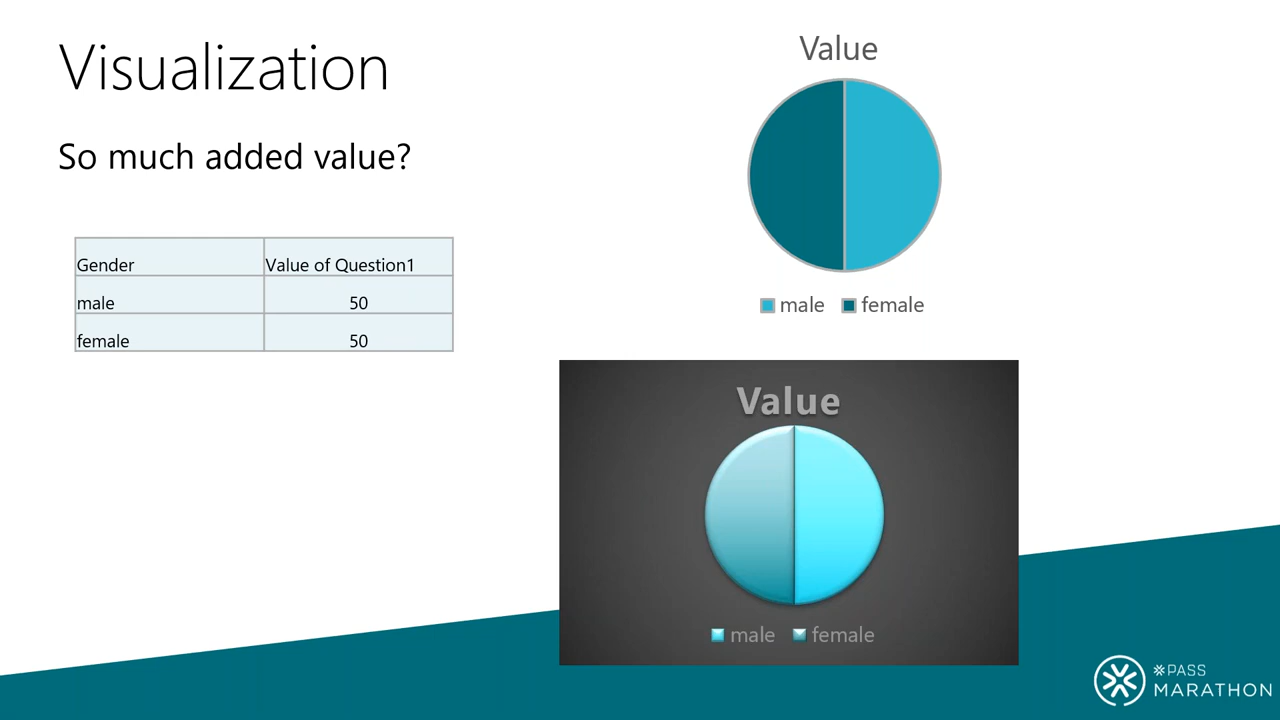 Visualization
So much added value?
Gender Value of Question1
male 50
female 50
Value
male female
Value
male female
PASS
MARATHON